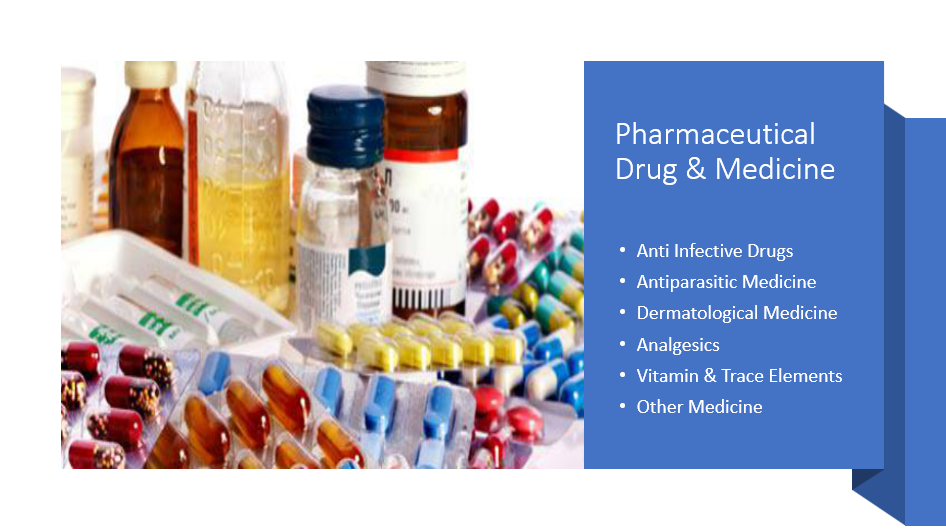 Pharmaceutical
Drug & Medicine
• Anti Infective Drugs
• Antiparasitic Medicine
• Dermatological Medicine
• Analgesics
• Vitamin & Trace Elements
• Other Medicine